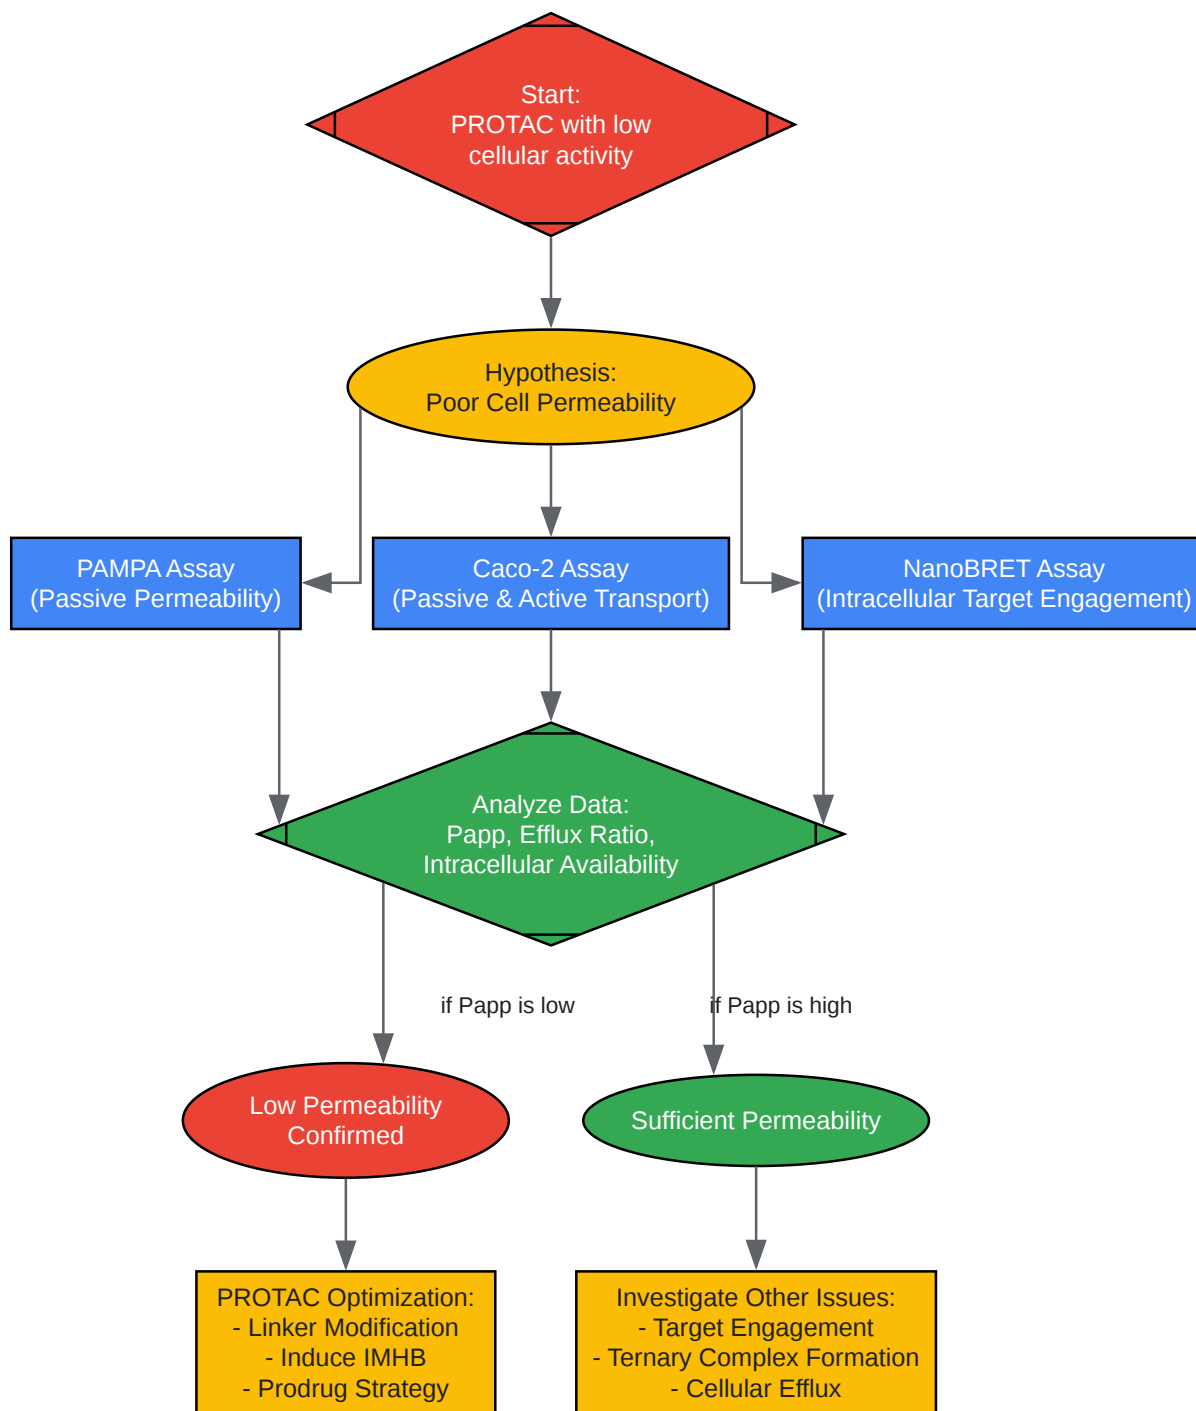 Start:
PROTAC with low
cellular activity
Hypothesis:
Poor Cell Permeability
PAMPA Assay
(Passive Permeability)
Caco-2 Assay
(Passive & Active Transport)
NanoBRET Assay
(Intracellular Target Engagement)
Analyze Data:
Papp, Efflux Ratio,
Intracellular Availability
if Papp is low
if Papp is high
Low Permeability
Confirmed
Sufficient Permeability
PROTAC Optimization:
- Linker Modification
- Induce IMHB
- Prodrug Strategy
Investigate Other Issues:
- Target Engagement
- Ternary Complex Formation
- Cellular Efflux